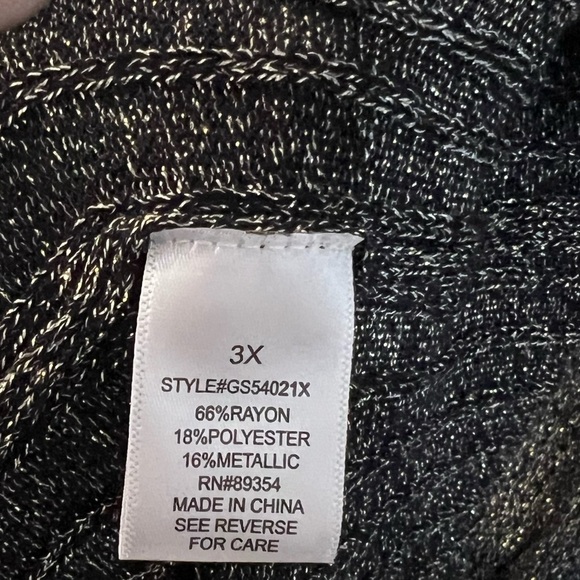 3X
STYLE#GS54021X
66%RAYON
18%POLYESTER
16%METALLIC
RN#89354
MADE IN CHINA
SEE REVERSE
FOR CARE